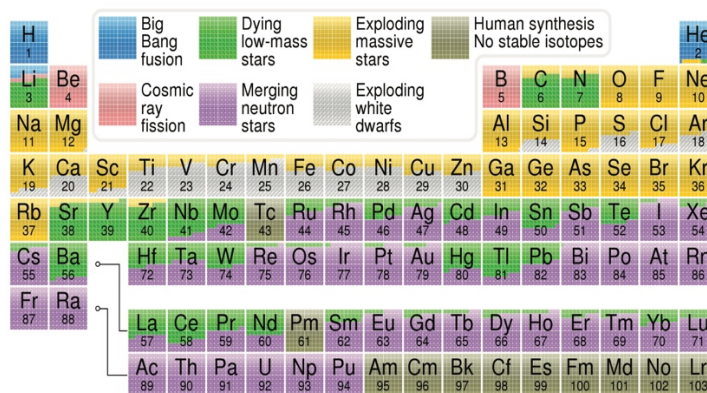 H Big Dying Exploding Human synthesis He
1 Bang low-mass massive No stable isotopes 2
fusion stars stars
Li Be Cosmic Merging Exploding B C N O F Ne
3 4 ray neutron white 5 6 7 8 9 10
fission stars dwarfs
Na Mg Al Si P S Cl Ar
11 12 13 14 15 16 17 18
K Ca Sc Ti V Cr Mn Fe Co Ni Cu Zn Ga Ge As Se Br Kr
19 20 21 22 23 24 25 26 27 28 29 30 31 32 33 34 35 36
Rb Sr Y Zr Nb Mo Tc Ru Rh Pd Ag Cd In Sn Sb Te I Xe
37 38 39 40 41 42 43 44 45 46 47 48 49 50 51 52 53 54
Cs Ba Hf Ta W Re Os Ir Pt Au Hg Tl Pb Bi Po At Rn
55 56 72 73 74 75 76 77 78 79 80 81 82 83 84 85 86
Fr Ra
87 88
La Ce Pr Nd Pm Sm Eu Gd Tb Dy Ho Er Tm Yb Lu
57 58 59 60 61 62 63 64 65 66 67 68 69 70 71
Ac Th Pa U Np Pu Am Cm Bk Cf Es Fm Md No Lr
89 90 91 92 93 94 95 96 97 98 99 100 101 102 103